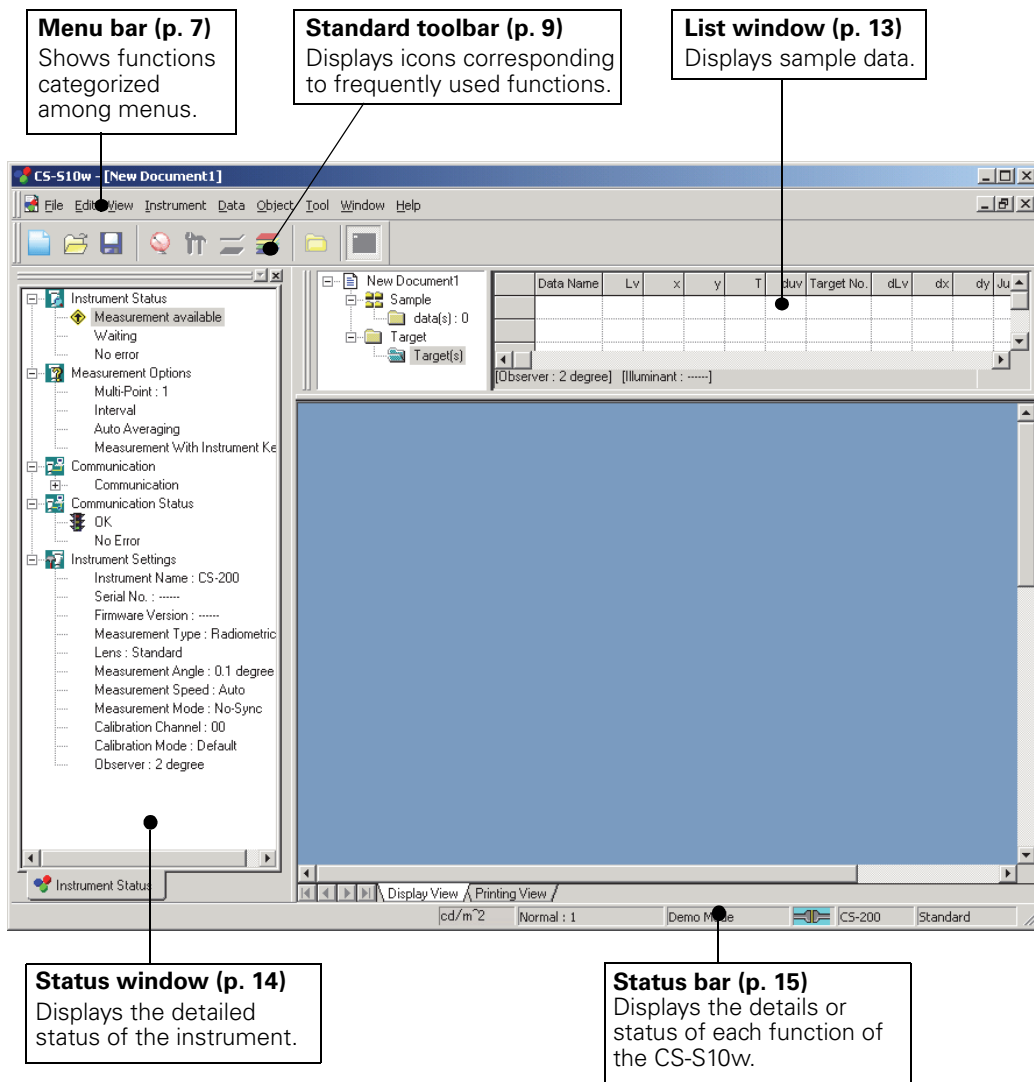 Menu bar (p. 7)
Shows functions
categorized
among menus.
Standard toolbar (p. 9)
Displays icons corresponding
to frequently used functions.
List window (p. 13)
Displays sample data.
CS-S10w - [New Document1]
File Edit View Instrument Data Object Tool Window Help
Instrument Status
Measurement available
Waiting
No error
Measurement Options
Multi-Point : 1
Interval
Auto Averaging
Measurement With Instrument Ke
Communication
Communication
Communication Status
OK
No Error
Instrument Settings
Instrument Name : CS-200
Serial No. : ------
Firmware Version : ------
Measurement Type : Radiometric
Lens : Standard
Measurement Angle : 0.1 degree
Measurement Speed : Auto
Measurement Mode : No-Sync
Calibration Channel : 00
Calibration Mode : Default
Observer : 2 degree
Instrument Status
New Document1
Sample
data(s) : 0
Target
Target(s)
Data Name Lv x y T duv Target No. dLv dx dy Ju
[Observer : 2 degree] [Illuminant : ------]
Display View Printing View
cd/m^2 Normal : 1 Demo Mode CS-200 Standard
Status window (p. 14)
Displays the detailed
status of the instrument.
Status bar (p. 15)
Displays the details or
status of each function of
the CS-S10w.